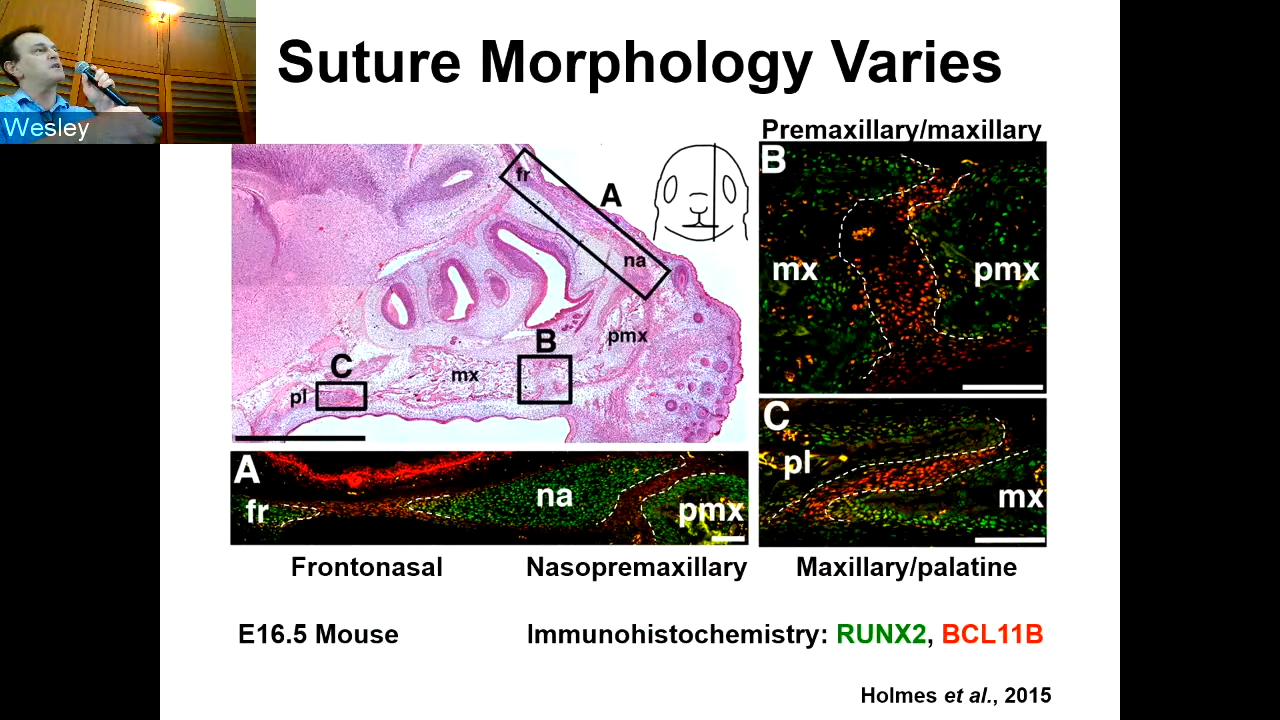 Suture Morphology Varies
Wesley
Premaxillary/maxillary
fr
A
na
pmx
B
mx
C
pl
B
mx
pmx
A
fr
na
pmx
C
pl
mx
Frontonasal
Nasopremaxillary
Maxillary/palatine
E16.5 Mouse
Immunohistochemistry: RUNX2, BCL11B
Holmes et al., 2015